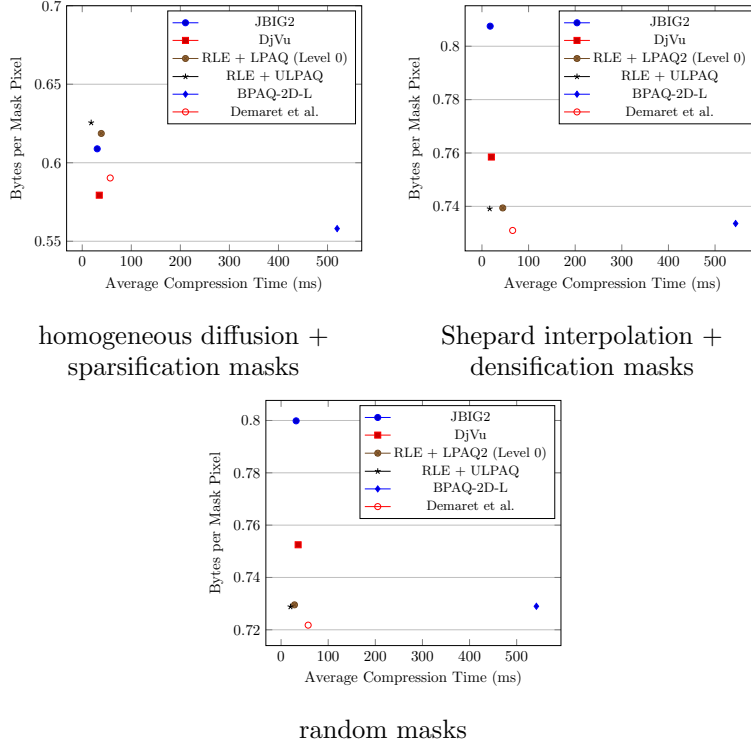 0.7
0.65
0.6
0.55
0 100 200 300 400 500
Bytes per Mask Pixel
Average Compression Time (ms)
JBIG2
DjVu
RLE + LPAQ (Level 0)
RLE + ULPAQ
BPAQ-2D-L
Demaret et al.
homogeneous diffusion +
sparsification masks
0.8
0.78
0.76
0.74
0 100 200 300 400 500
Bytes per Mask Pixel
Average Compression Time (ms)
JBIG2
DjVu
RLE + LPAQ2 (Level 0)
RLE + ULPAQ
BPAQ-2D-L
Demaret et al.
Shepard interpolation +
densification masks
0.8
0.78
0.76
0.74
0.72
0 100 200 300 400 500
Bytes per Mask Pixel
Average Compression Time (ms)
JBIG2
DjVu
RLE + LPAQ2 (Level 0)
RLE + ULPAQ
BPAQ-2D-L
Demaret et al.
random masks